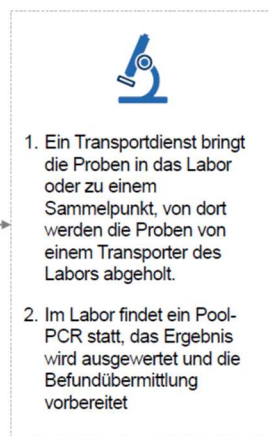 1. Ein Transportdienst bringt
die Proben in das Labor
oder zu einem
Sammelpunkt, von dort
werden die Proben von
einem Transporter des
Labors abgeholt.
2. Im Labor findet ein Pool-
PCR statt, das Ergebnis
wird ausgewertet und die
Befundübermittlung
vorbereitet